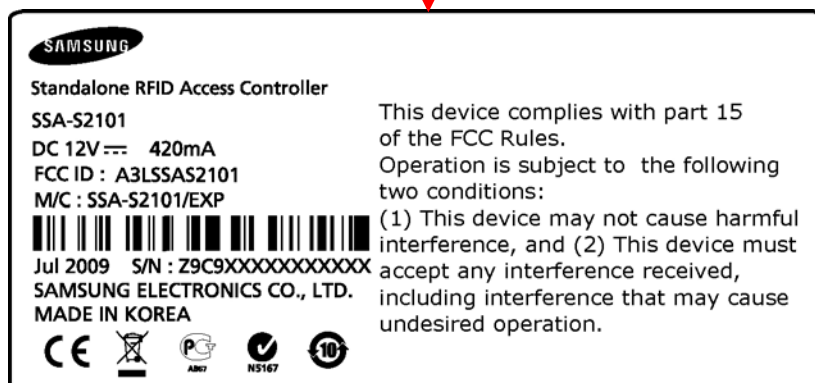 SAMSUNG
Standalone RFID Access Controller
SSA-S2101
DC 12V⎓ 420mA
FCC ID : A3LSSAS2101
M/C : SSA-S2101/EXP
Jul 2009 S/N : Z9C9XXXXXXXXXXX
SAMSUNG ELECTRONICS CO., LTD.
MADE IN KOREA
CE
PG
AB67
N5167
10
This device complies with part 15
of the FCC Rules.
Operation is subject to the following
two conditions:
(1) This device may not cause harmful
interference, and (2) This device must
accept any interference received,
including interference that may cause
undesired operation.